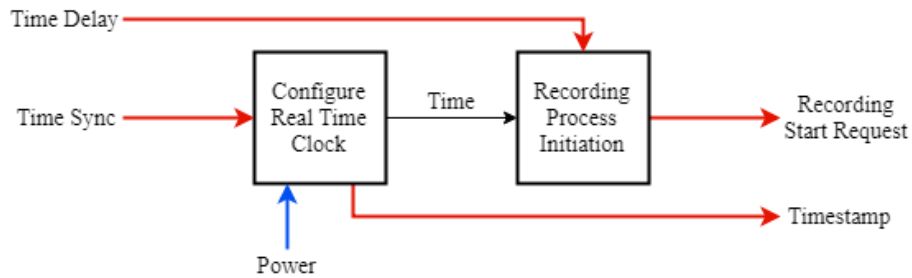 Time Delay
Time Sync
Configure
Real Time
Clock
Time
Recording
Process
Initiation
Recording
Start Request
Timestamp
Power